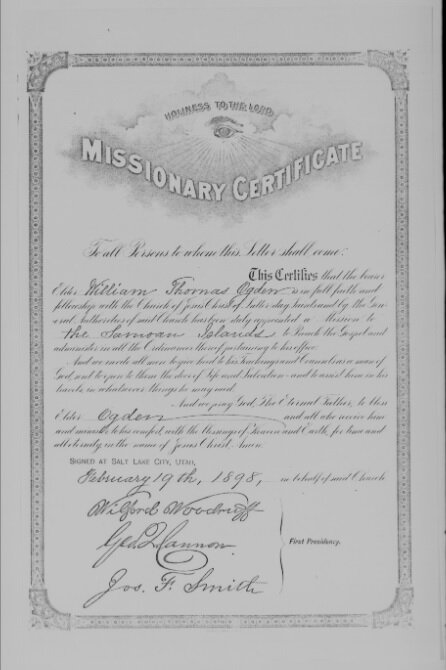 HOLINESS TO THE LORD
MISSIONARY CERTIFICATE
To all Persons to whom this Letter shall come:
This Certifies that the bearer
Elder William Thomas Ogden is in full faith and
fellowship with the Church of Jesus Christ of Latter-day Saints and by the Gen-
eral Authorities of said Church has been duly appointed a Mission to
the Samoan Islands to Preach the Gospel and
administer in all the Ordinances thereof pertaining to his office.
And we invite all men to give heed to his Teachings and Counsels as a man of
God, sent to open to them the door of Life and Salvation—and to assist him in his
travels, in whatsoever things he may need.
And we pray God, The Eternal Father, to bless
Elder Ogden and all who receive him
and minister to his comfort, with the blessings of Heaven and Earth, for time and
all eternity, in the name of Jesus Christ, Amen.
SIGNED AT SALT LAKE CITY, UTAH,
February 19th, 1898, in behalf of said Church
Wilford Woodruff
Geo. Q. Cannon
First Presidency.
Jos. F. Smith